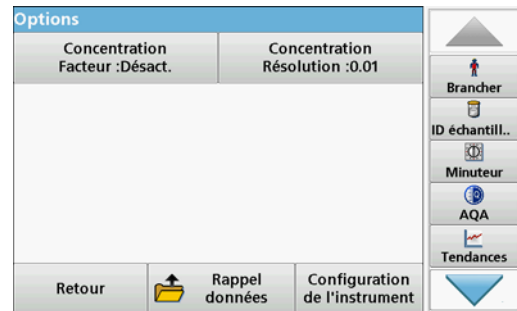 Options
Concentration
Facteur :Désact.
Concentration
Résolution :0.01
Brancher
ID échantill..
Minuteur
AQA
Tendances
Retour
Rappel
données
Configuration
de l'instrument